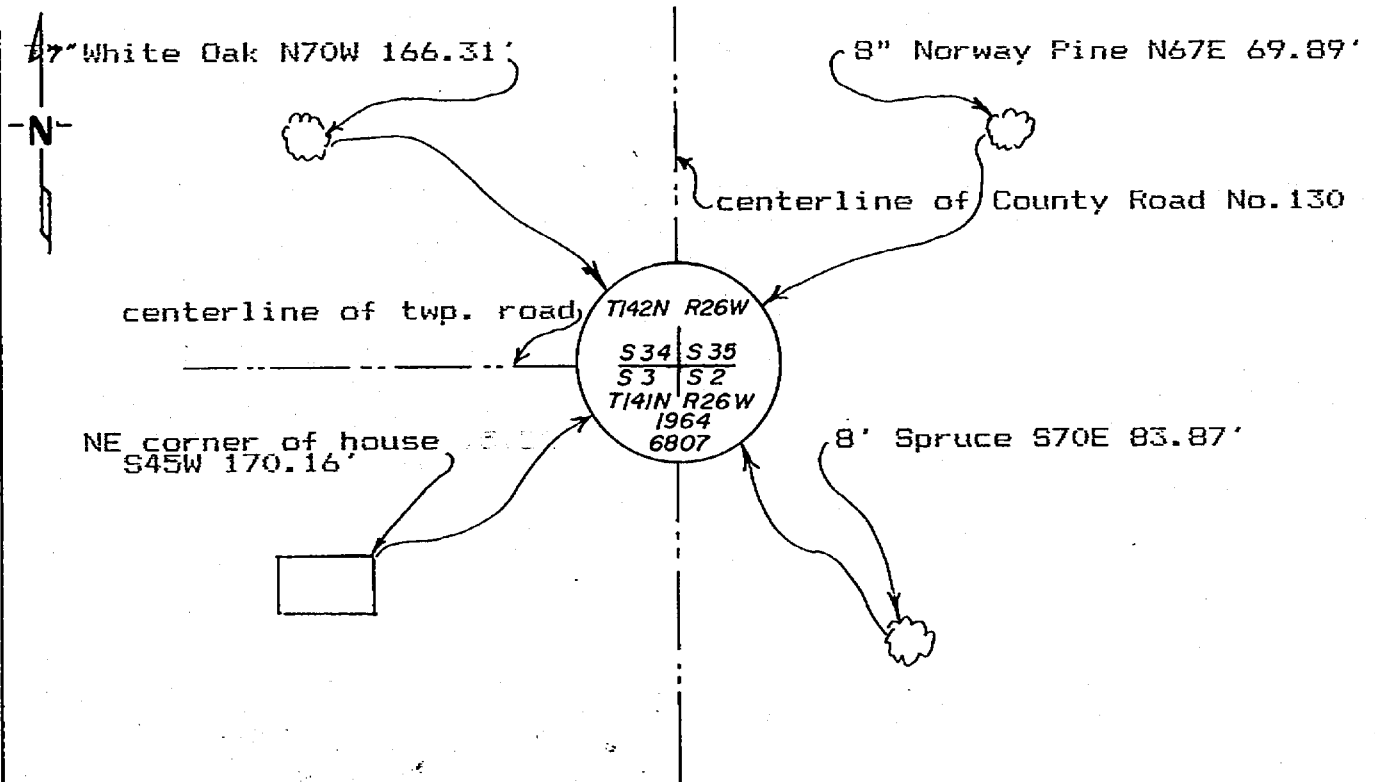 White Oak N70W 166.31'
8" Norway Pine N67E 69.89'
N
centerline of County Road No.130
centerline of twp. road
T142N R26W
S 34 S 35
S 3 S 2
T141N R26W
1964
6807
NE corner of house
S45W 170.16'
8' Spruce S70E 83.87'